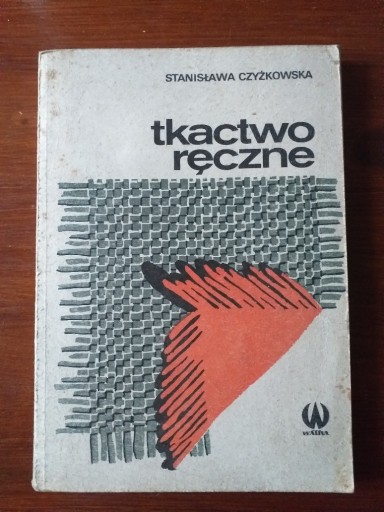 STANISŁAWA CZYŻKOWSKA
tkactwo
ręczne
WATRA